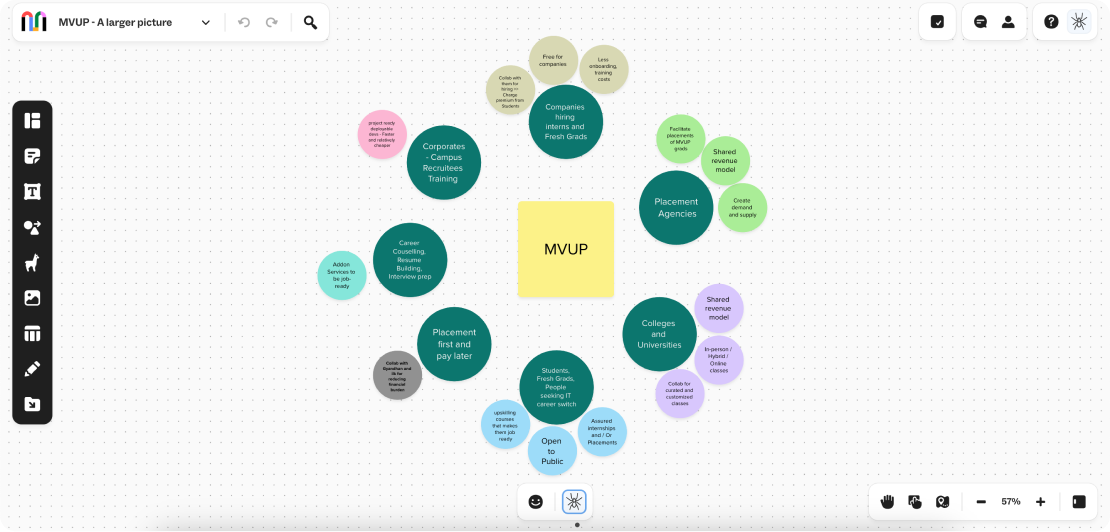 MVUP - A larger picture
Free for
companies
Less
onboarding,
training
costs
Collab with
them for
hiring ==
Charge
premium from
Students
Companies
hiring
interns and
Fresh Grads
project ready
deployable
devs - Faster
and relatively
cheaper
Corporates
- Campus
Recruitees
Training
Facilitate
placements
of MVUP
grads
Shared
revenue
model
Placement
Agencies
Create
demand
and supply
MVUP
Career
Couselling,
Resume
Building,
Interview prep
Addon
Services to
be job-
ready
Placement
first and
pay later
Collab with
and
for
reducing
financial
burden
Colleges
and
Universities
Shared
revenue
model
In-person /
Hybrid /
Online
classes
Collab for
curated and
customized
classes
Students,
Fresh Grads,
People
seeking IT
career switch
upskilling
courses
that makes
them job
ready
Open
to
Public
Assured
internships
and / Or
Placements
57%